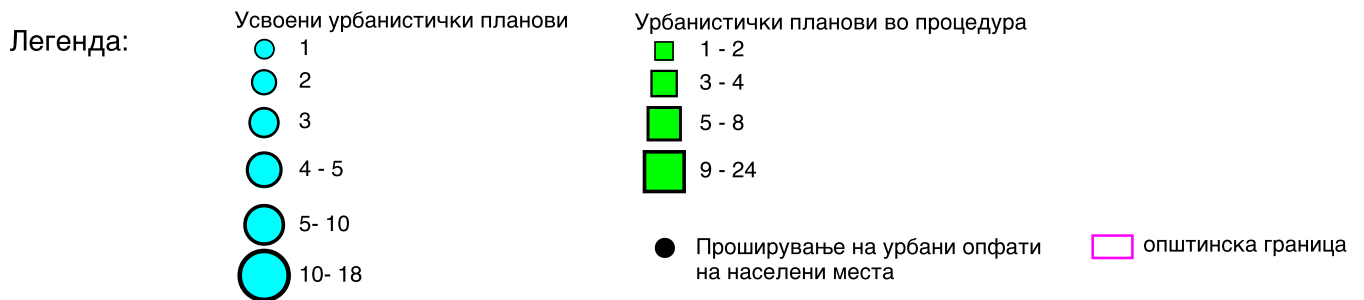 Легенда:
Усвоени урбанистички планови
1
2
3
4 - 5
5- 10
10- 18
Урбанистички планови во процедура
1 - 2
3 - 4
5 - 8
9 - 24
Проширување на урбани опфати
на населени места
општинска граница